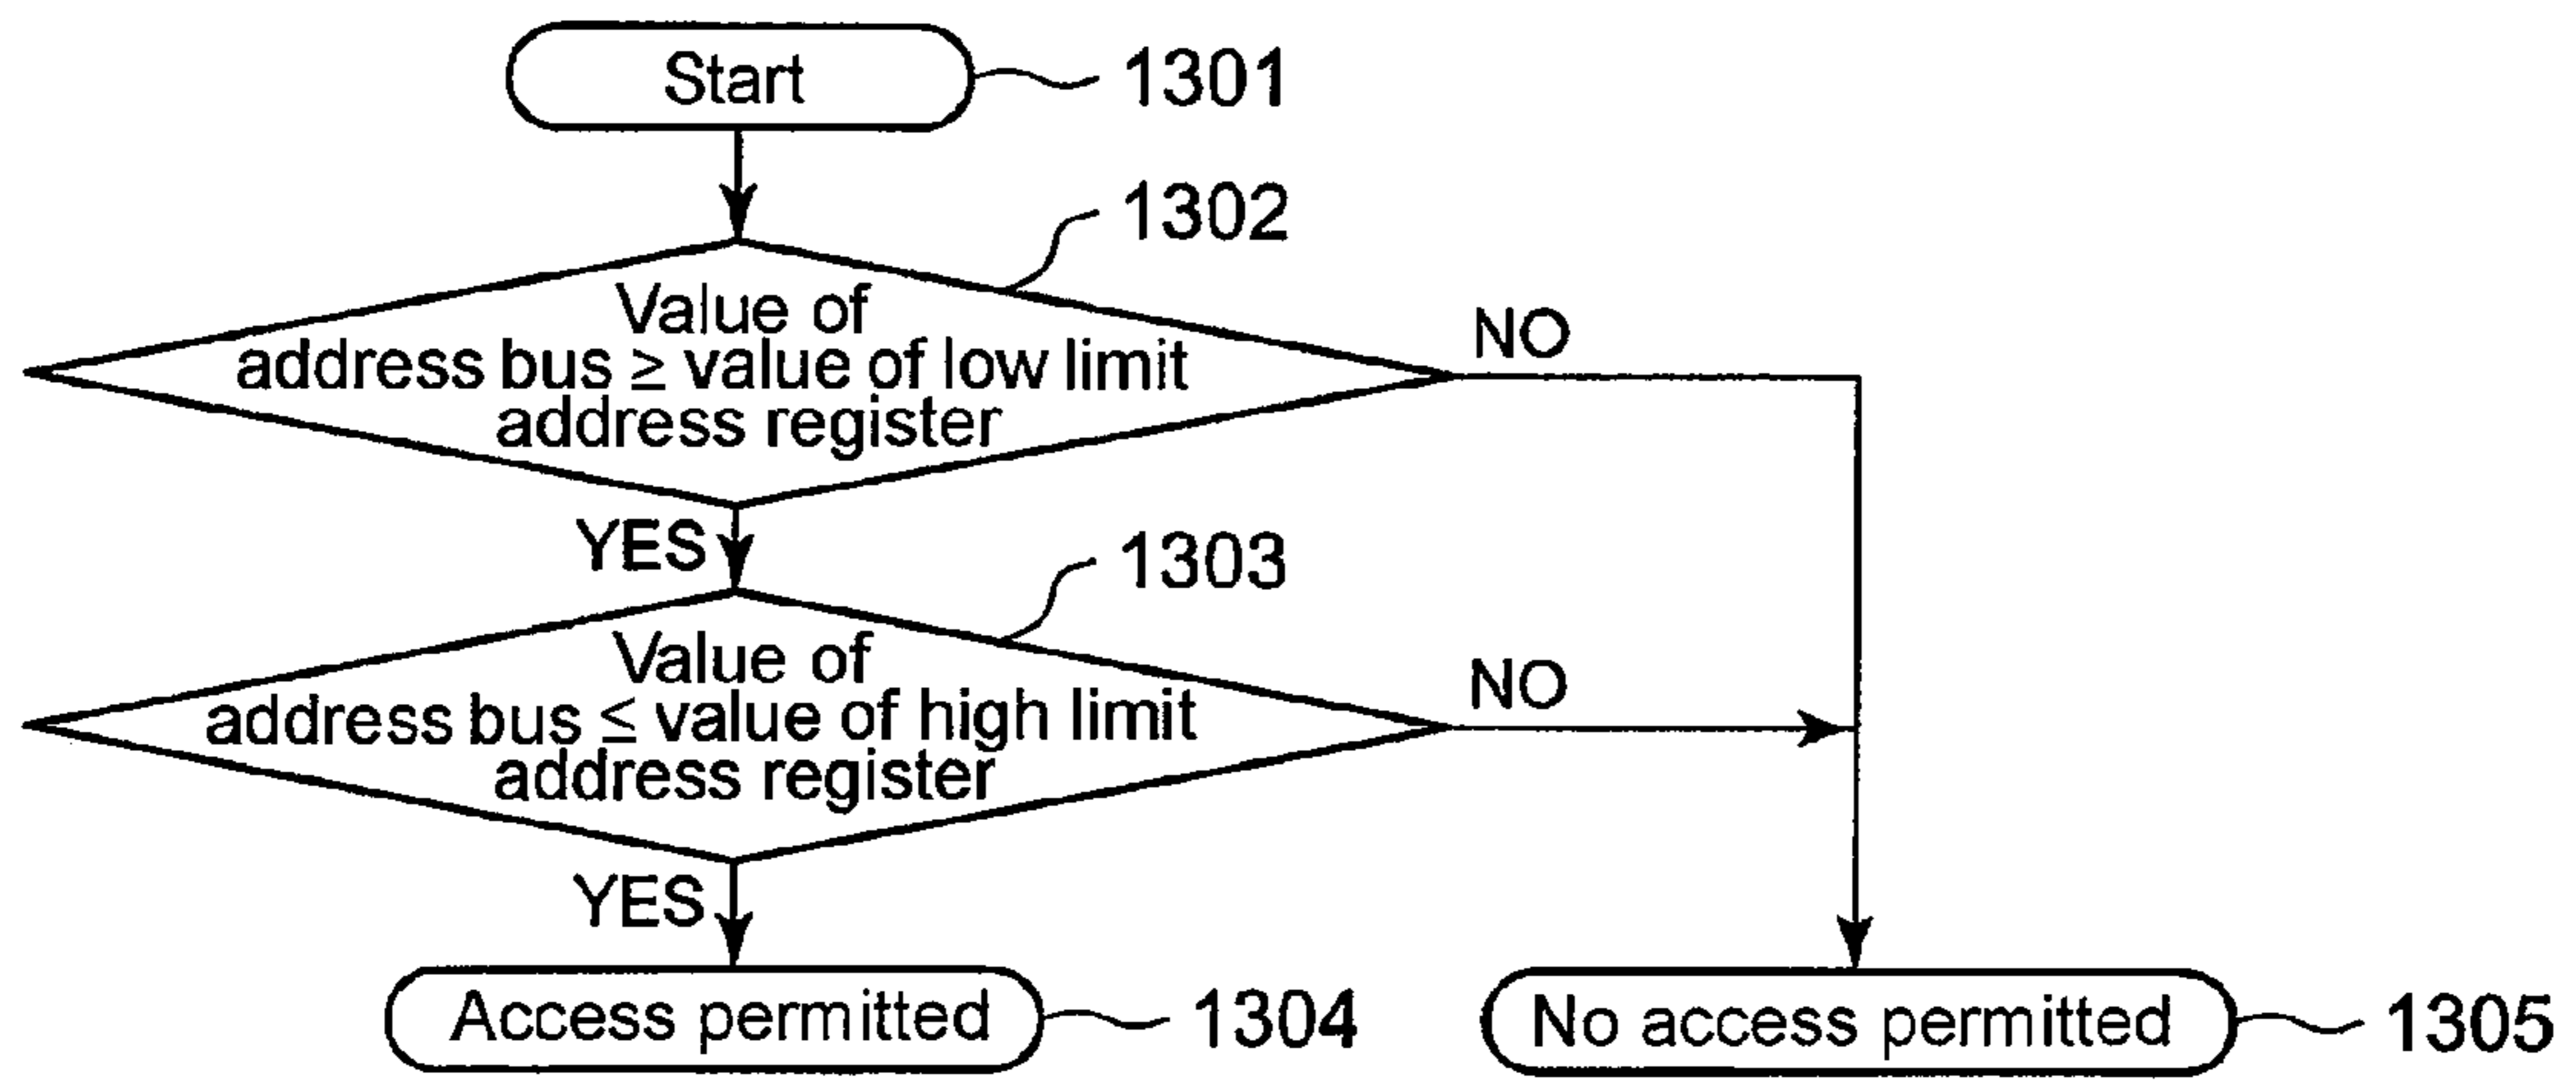 Start
1301
1302
Value of
address bus ≥ value of low limit
address register
NO
YES
1303
Value of
address bus ≤ value of high limit
address register
NO
YES
Access permitted
1304
No access permitted
1305